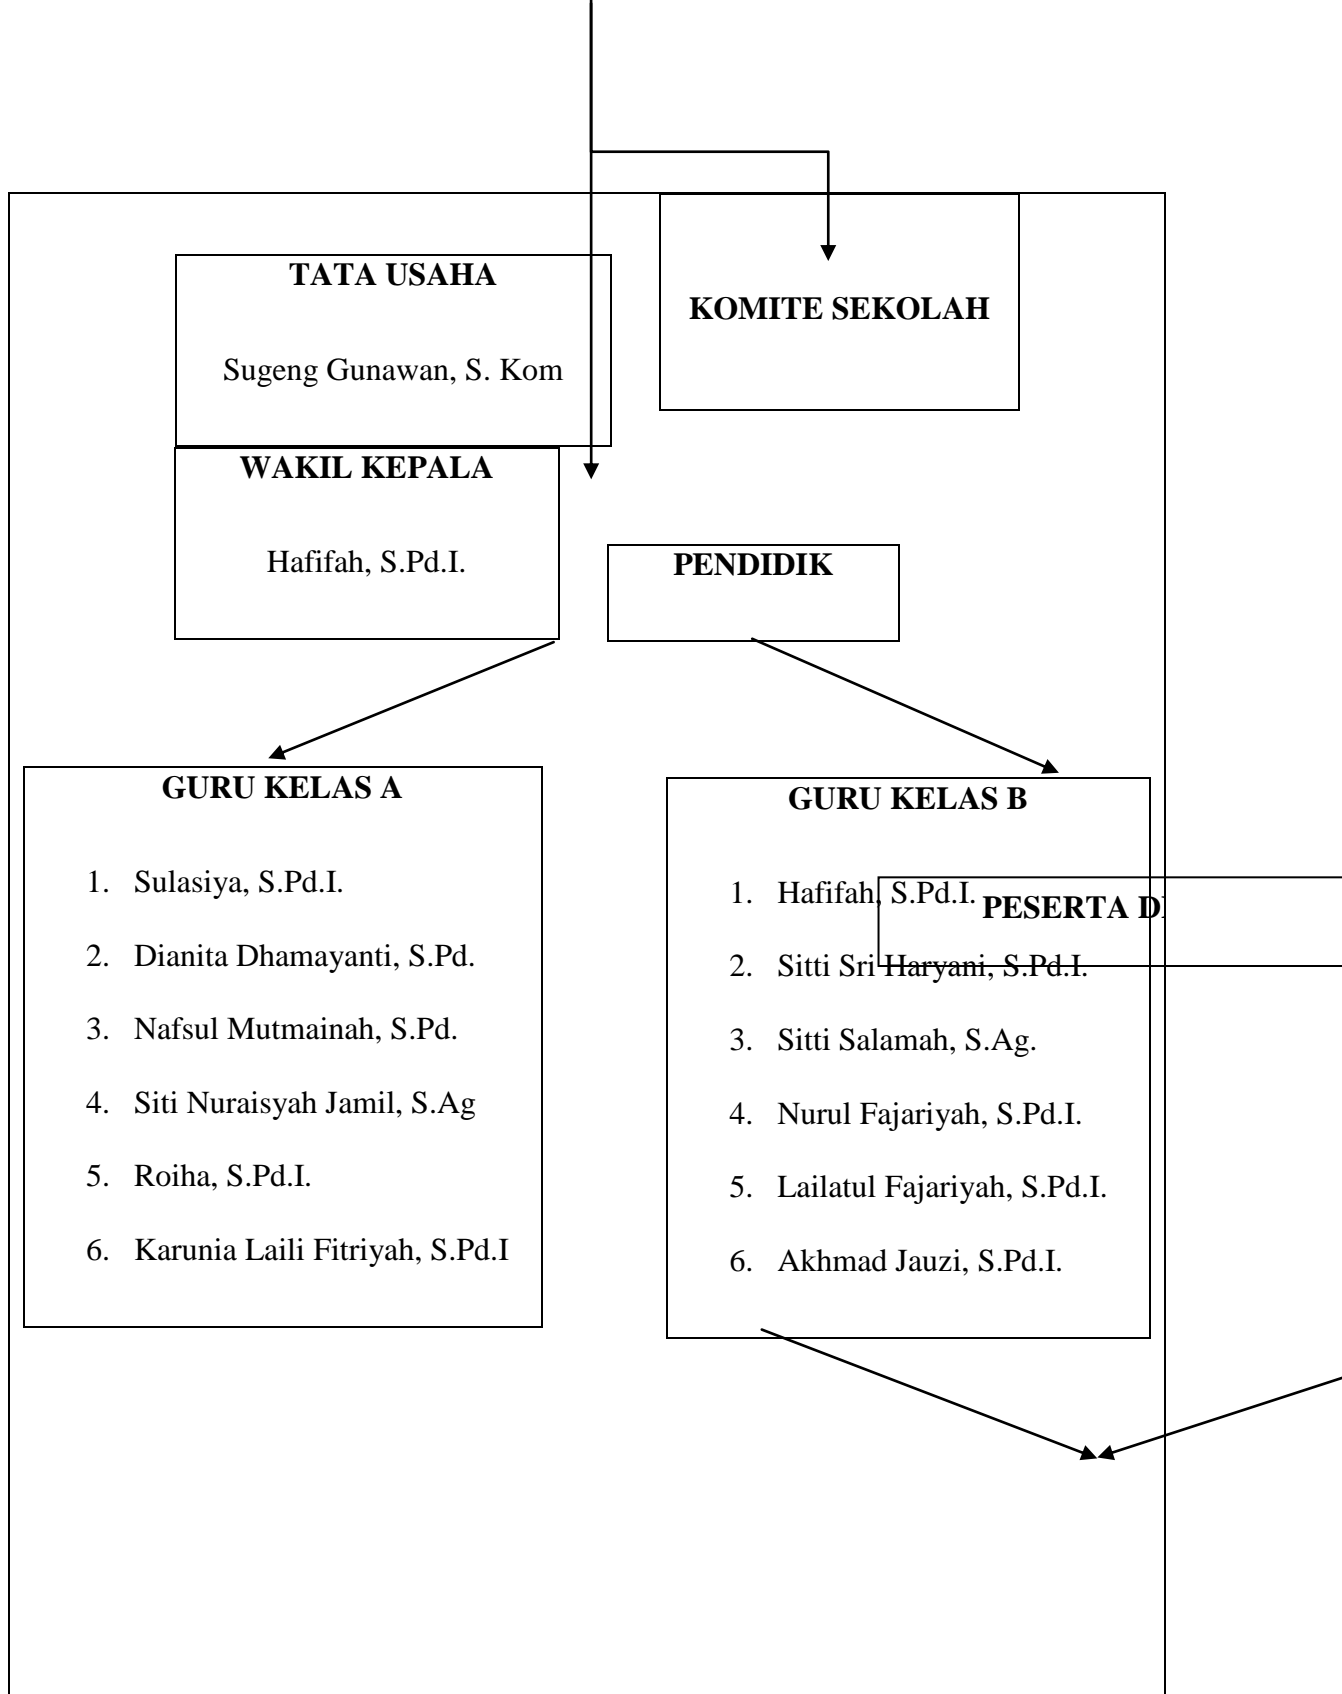 TATA USAHA
Sugeng Gunawan, S. Kom
KOMITE SEKOLAH
WAKIL KEPALA
Hafifah, S.Pd.I.
PENDIDIK
GURU KELAS A
1. Sulasiya, S.Pd.I.
2. Dianita Dhamayanti, S.Pd.
3. Nafsul Mutmainah, S.Pd.
4. Siti Nuraisyah Jamil, S.Ag
5. Roiha, S.Pd.I.
6. Karunia Laili Fitriyah, S.Pd.I
GURU KELAS B
1. Hafifah, S.Pd.I.
2. Sitti Sri Haryani, S.Pd.I.
3. Sitti Salamah, S.Ag.
4. Nurul Fajariyah, S.Pd.I.
5. Lailatul Fajariyah, S.Pd.I.
6. Akhmad Jauzi, S.Pd.I.
PESERTA